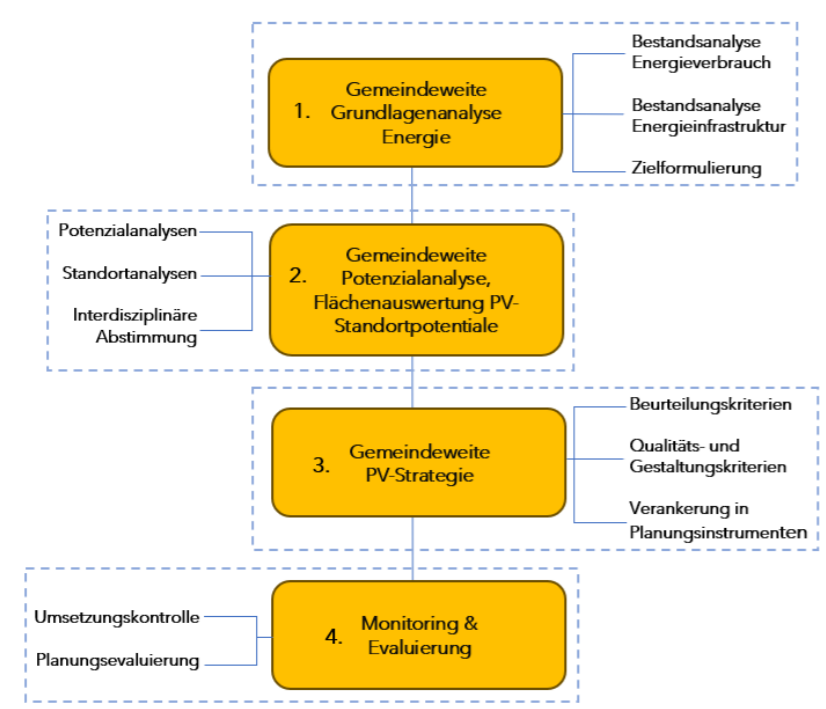 1.
Gemeindeweite
Grundlagenanalyse
Energie
Bestandsanalyse
Energieverbrauch
Bestandsanalyse
Energieinfrastruktur
Zielformulierung
Potenzialanalysen
Standortanalysen
Interdisziplinäre
Abstimmung
2.
Gemeindeweite
Potenzialanalyse,
Flächenauswertung PV-
Standortpotentiale
3.
Gemeindeweite
PV-Strategie
Beurteilungskriterien
Qualitäts- und
Gestaltungskriterien
Verankerung in
Planungsinstrumenten
Umsetzungskontrolle
Planungsevaluierung
4.
Monitoring &
Evaluierung